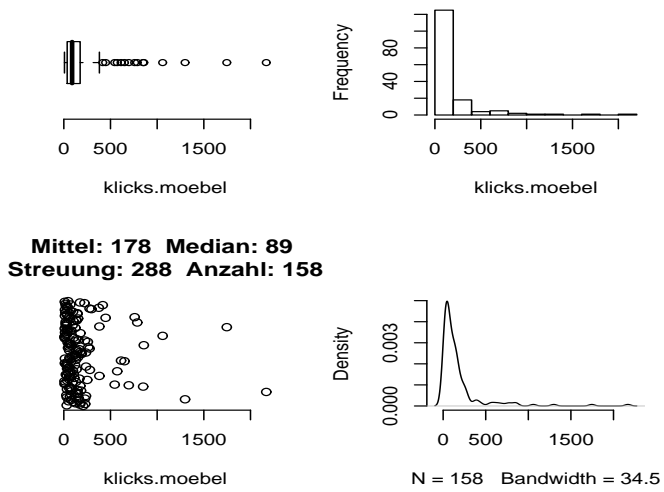 0 500 1500
klicks.moebel
Frequency
0 40 80
0 500 1500
klicks.moebel
Mittel: 178 Median: 89
Streuung: 288 Anzahl: 158
0 500 1500
klicks.moebel
Density
0.000 0.003
0 500 1500
N = 158 Bandwidth = 34.5